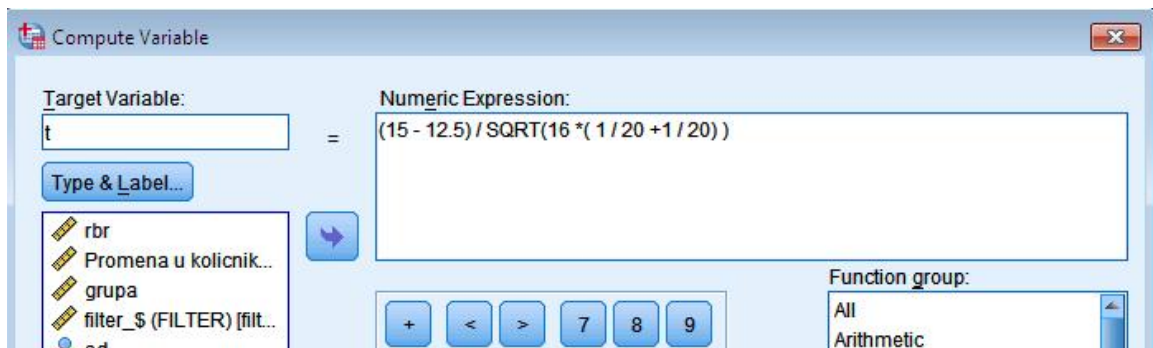 Compute Variable
Target Variable:
Numeric Expression:
t
=
(15 - 12.5) / SQRT(16 *( 1 / 20 +1 / 20) )
Type & Label...
rbr
Promena u kolicnik...
grupa
filter_$ (FILTER) [filt...
+
<
>
7
8
9
Function group:
All
Arithmetic